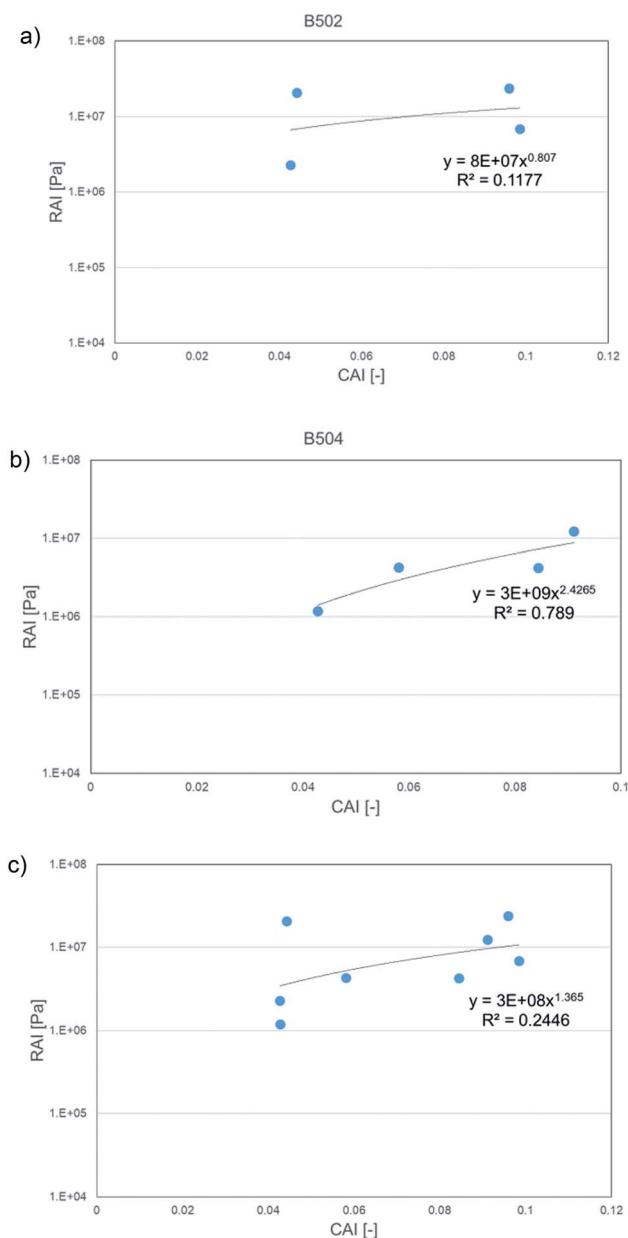 a)
B502
1.E+08
1.E+07
1.E+06
1.E+05
1.E+04
RAI [Pa]
y = 8E+07x^0.807
R² = 0.1177
0 0.02 0.04 0.06 0.08 0.1 0.12
CAI [-]
b)
B504
1.E+08
1.E+07
1.E+06
1.E+05
1.E+04
RAI [Pa]
y = 3E+09x^2.4265
R² = 0.789
0 0.02 0.04 0.06 0.08 0.1
CAI [-]
c)
1.E+08
1.E+07
1.E+06
1.E+05
1.E+04
RAI [Pa]
y = 3E+08x^1.365
R² = 0.2446
0 0.02 0.04 0.06 0.08 0.1 0.12
CAI [-]